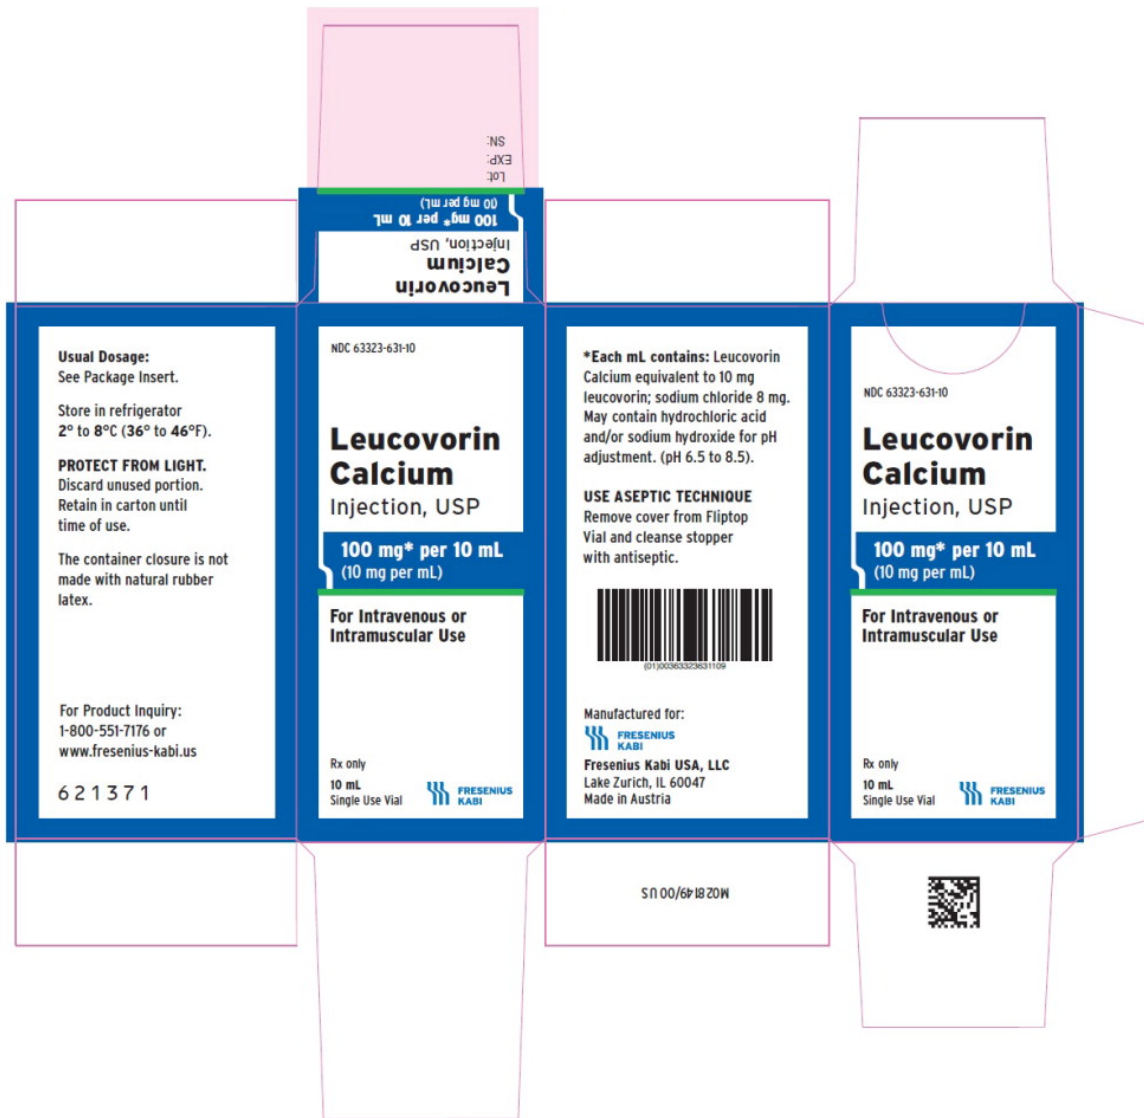 SN:
EXP:
Lot:
Leucovorin
Calcium
Injection, USP
100 mg* per 10 mL
(10 mg per mL)
Usual Dosage:
See Package Insert.
Store in refrigerator
2° to 8°C (36° to 46°F).
PROTECT FROM LIGHT.
Discard unused portion.
Retain in carton until
time of use.
The container closure is not
made with natural rubber
latex.
For Product Inquiry:
1-800-551-7176 or
www.fresenius-kabi.us
621371
NDC 63323-631-10
Leucovorin
Calcium
Injection, USP
100 mg* per 10 mL
(10 mg per mL)
For Intravenous or
Intramuscular Use
Rx only
10 mL
Single Use Vial
FRESENIUS
KABI
*Each mL contains: Leucovorin
Calcium equivalent to 10 mg
leucovorin; sodium chloride 8 mg.
May contain hydrochloric acid
and/or sodium hydroxide for pH
adjustment. (pH 6.5 to 8.5).
USE ASEPTIC TECHNIQUE
Remove cover from Fliptop
Vial and cleanse stopper
with antiseptic.
(01)00363323631109
Manufactured for:
FRESENIUS
KABI
Fresenius Kabi USA, LLC
Lake Zurich, IL 60047
Made in Austria
M028149/00 US
NDC 63323-631-10
Leucovorin
Calcium
Injection, USP
100 mg* per 10 mL
(10 mg per mL)
For Intravenous or
Intramuscular Use
Rx only
10 mL
Single Use Vial
FRESENIUS
KABI